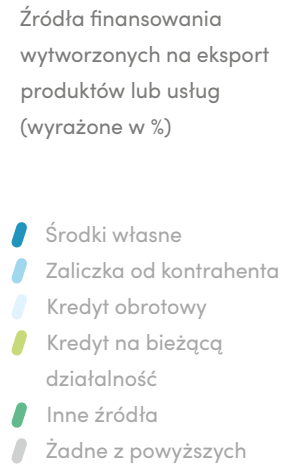 Źródła finansowania
wytworzonych na eksport
produktów lub usług
(wyrażone w %)
Środki własne
Zaliczka od kontrahenta
Kredyt obrotowy
Kredyt na bieżącą
działalność
Inne źródła
Żadne z powyższych